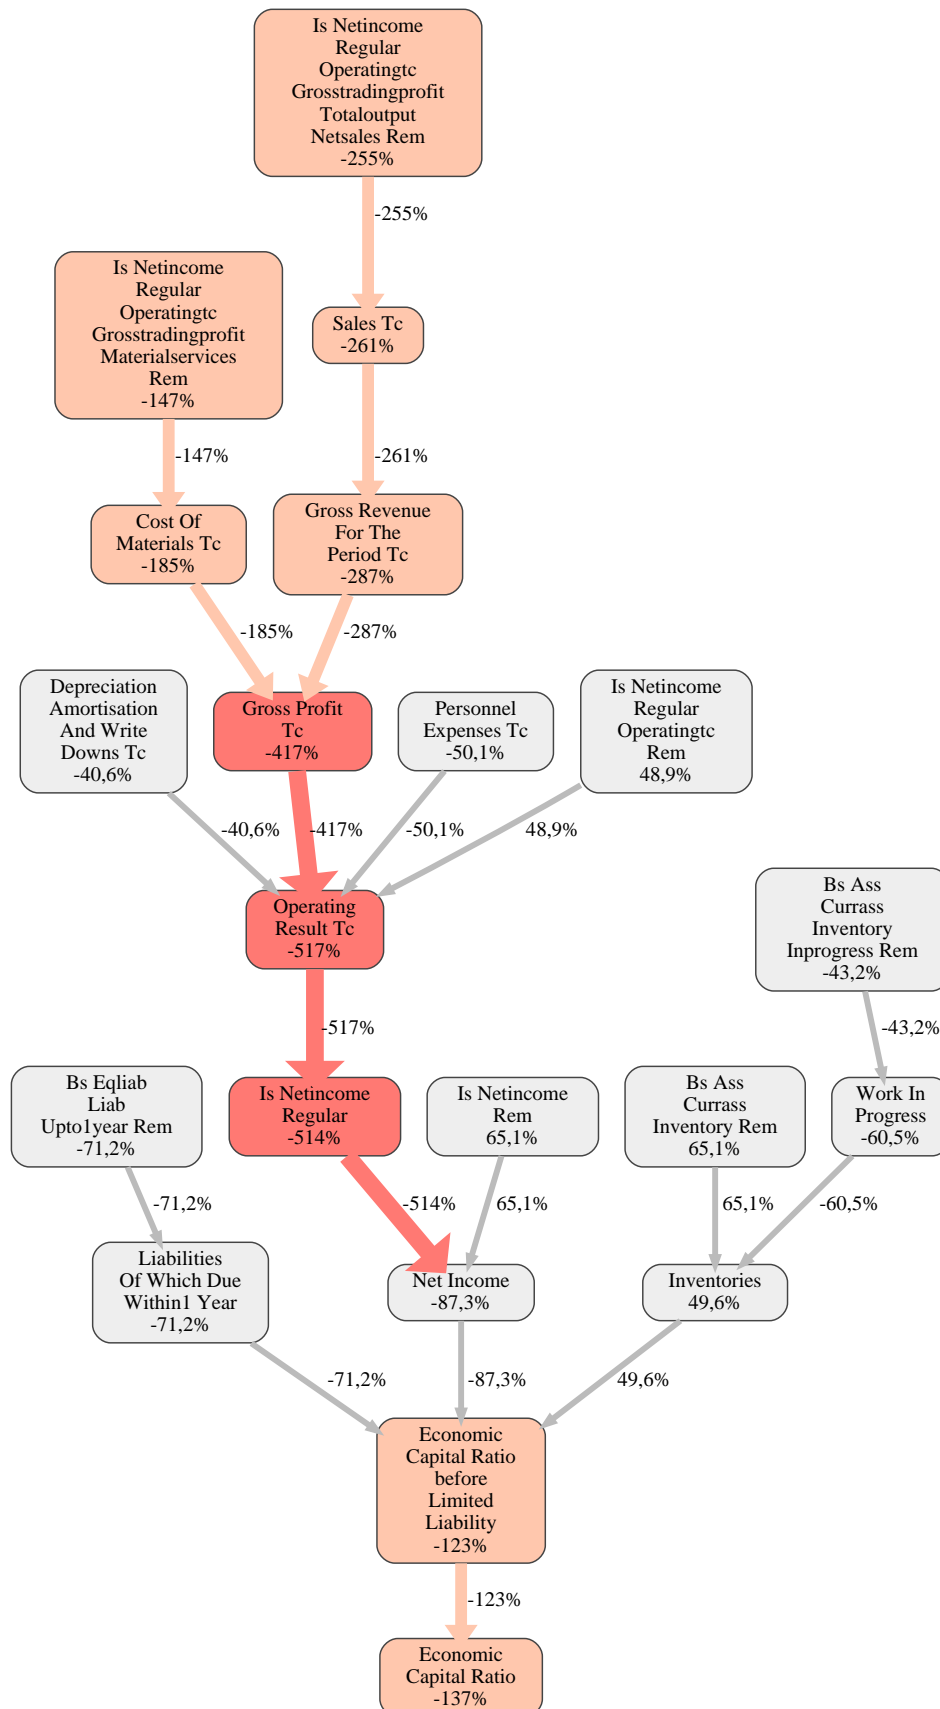 Is Netincome
Regular
Operatingtc
Grosstradingprofit
Totaloutput
Netsales Rem
-255%
-255%
Is Netincome
Regular
Operatingtc
Grosstradingprofit
Materialservices
Rem
-147%
Sales Tc
-261%
-147%
-261%
Cost Of
Materials Tc
-185%
Gross Revenue
For The
Period Tc
-287%
-185%
-287%
Depreciation
Amortisation
And Write
Downs Tc
-40,6%
Gross Profit
Tc
-417%
Personnel
Expenses Tc
-50,1%
Is Netincome
Regular
Operatingtc
Rem
48,9%
-40,6%
-417%
-50,1%
48,9%
Operating
Result Tc
-517%
Bs Ass
Currass
Inventory
Inprogress Rem
-43,2%
-517%
-43,2%
Bs Eqliab
Liab
Upto1year Rem
-71,2%
Is Netincome
Regular
-514%
Is Netincome
Rem
65,1%
Bs Ass
Currass
Inventory Rem
65,1%
Work In
Progress
-60,5%
-71,2%
-514%
65,1%
65,1%
-60,5%
Liabilities
Of Which Due
Within1 Year
-71,2%
Net Income
-87,3%
Inventories
49,6%
-71,2%
-87,3%
49,6%
Economic
Capital Ratio
before
Limited
Liability
-123%
-123%
Economic
Capital Ratio
-137%